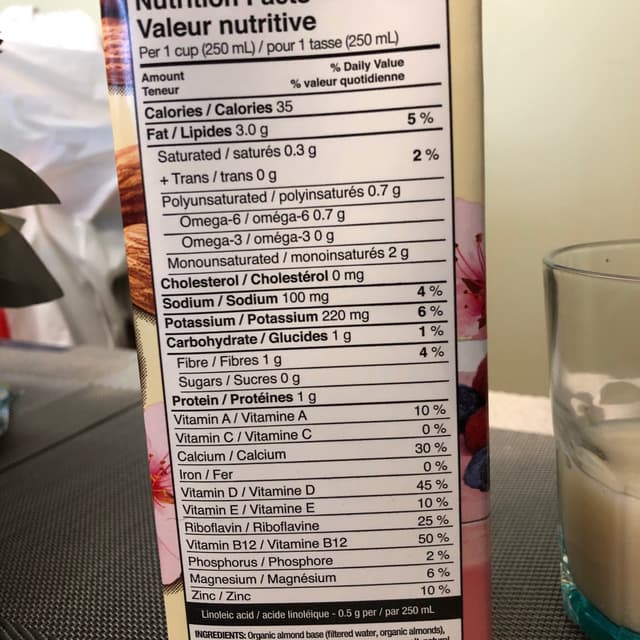 Nutrition Facts
Valeur nutritive
Per 1 cup (250 mL) / pour 1 tasse (250 mL)
Amount
Teneur
% Daily Value
% valeur quotidienne
Calories / Calories 35
Fat / Lipides 3.0 g 5 %
Saturated / saturés 0.3 g
+ Trans / trans 0 g 2 %
Polyunsaturated / polyinsaturés 0.7 g
Omega-6 / oméga-6 0.7 g
Omega-3 / oméga-3 0 g
Monounsaturated / monoinsaturés 2 g
Cholesterol / Cholestérol 0 mg
Sodium / Sodium 100 mg 4 %
Potassium / Potassium 220 mg 6 %
Carbohydrate / Glucides 1 g 1 %
Fibre / Fibres 1 g 4 %
Sugars / Sucres 0 g
Protein / Protéines 1 g
Vitamin A / Vitamine A 10 %
Vitamin C / Vitamine C 0 %
Calcium / Calcium 30 %
Iron / Fer 0 %
Vitamin D / Vitamine D 45 %
Vitamin E / Vitamine E 10 %
Riboflavin / Riboflavine 25 %
Vitamin B12 / Vitamine B12 50 %
Phosphorus / Phosphore 2 %
Magnesium / Magnésium 6 %
Zinc / Zinc 10 %
Linoleic acid / acide linoléique - 0.5 g per / par 250 mL
INGREDIENTS: Organic almond base (filtered water, organic almonds),